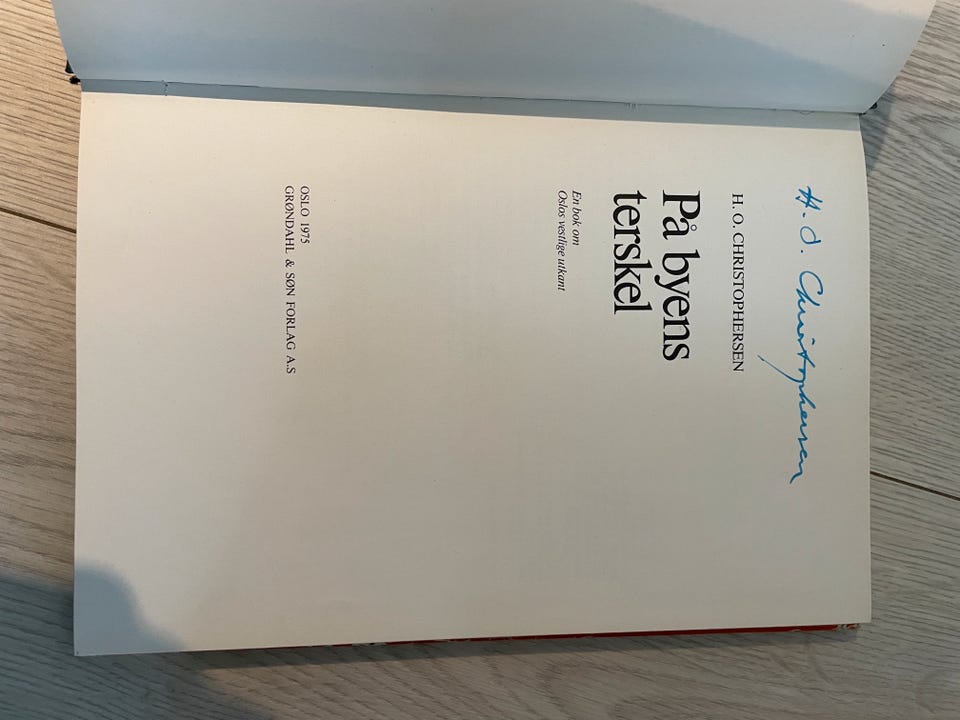 H. O. Christophersen
H. O. CHRISTOPHERSEN
På byens
terskel
En bok om
Oslos vestlige utkant
OSLO 1975
GRØNDAHL & SØN FORLAG A.S